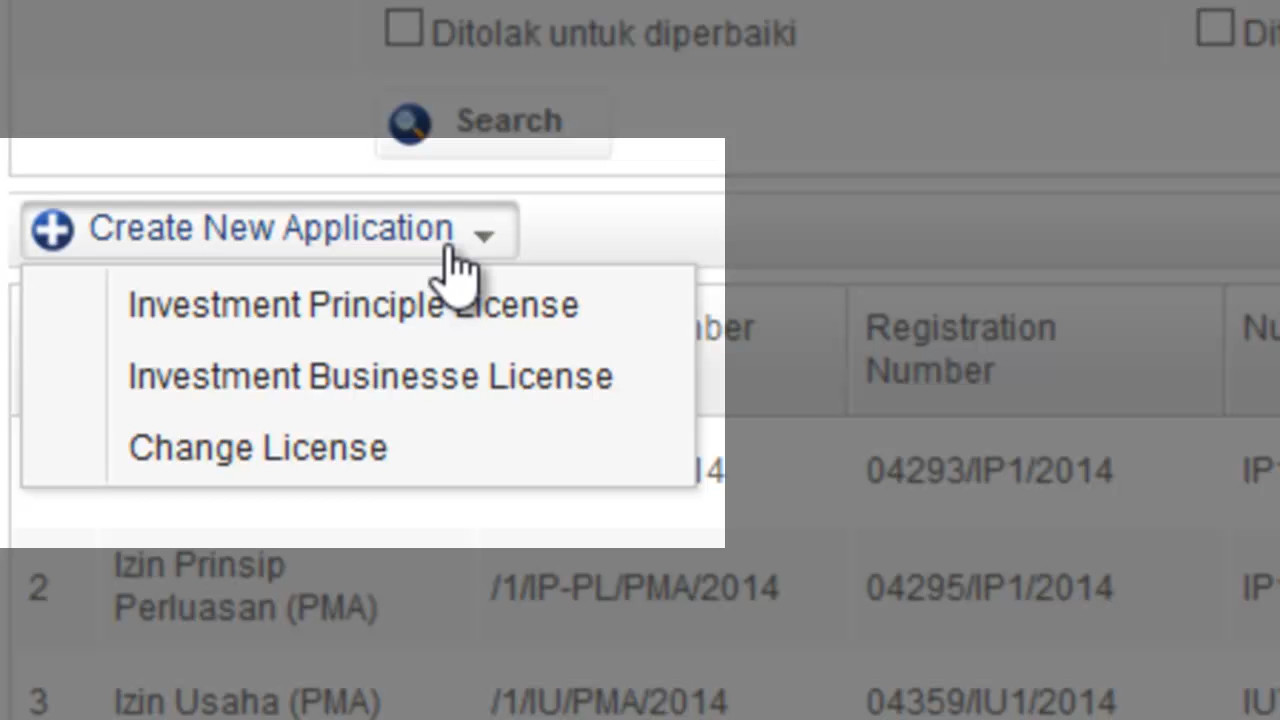 Ditolak untuk diperbaiki
Search
Create New Application
Investment Principle License
Investment Businesse License
Change License
Registration
Number
04293/IP1/2014
2 Izin Prinsip Perluasan (PMA) /1/IP-PL/PMA/2014 04295/IP1/2014
3 Izin Usaha (PMA) /1/IU/PMA/2014 04359/IU1/2014